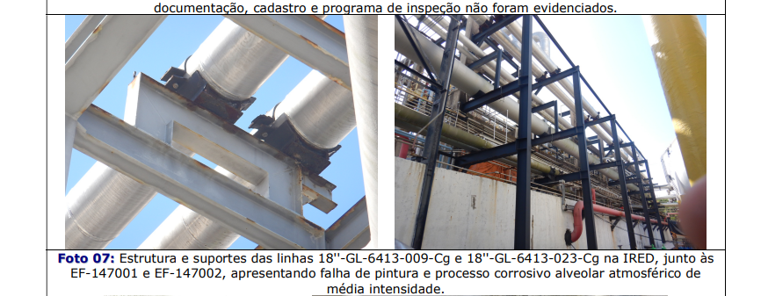 documentação, cadastro e programa de inspeção não foram evidenciados.
Foto 07: Estrutura e suportes das linhas 18''-GL-6413-009-Cg e 18''-GL-6413-023-Cg na IRED, junto às
EF-147001 e EF-147002, apresentando falha de pintura e processo corrosivo alveolar atmosférico de
média intensidade.